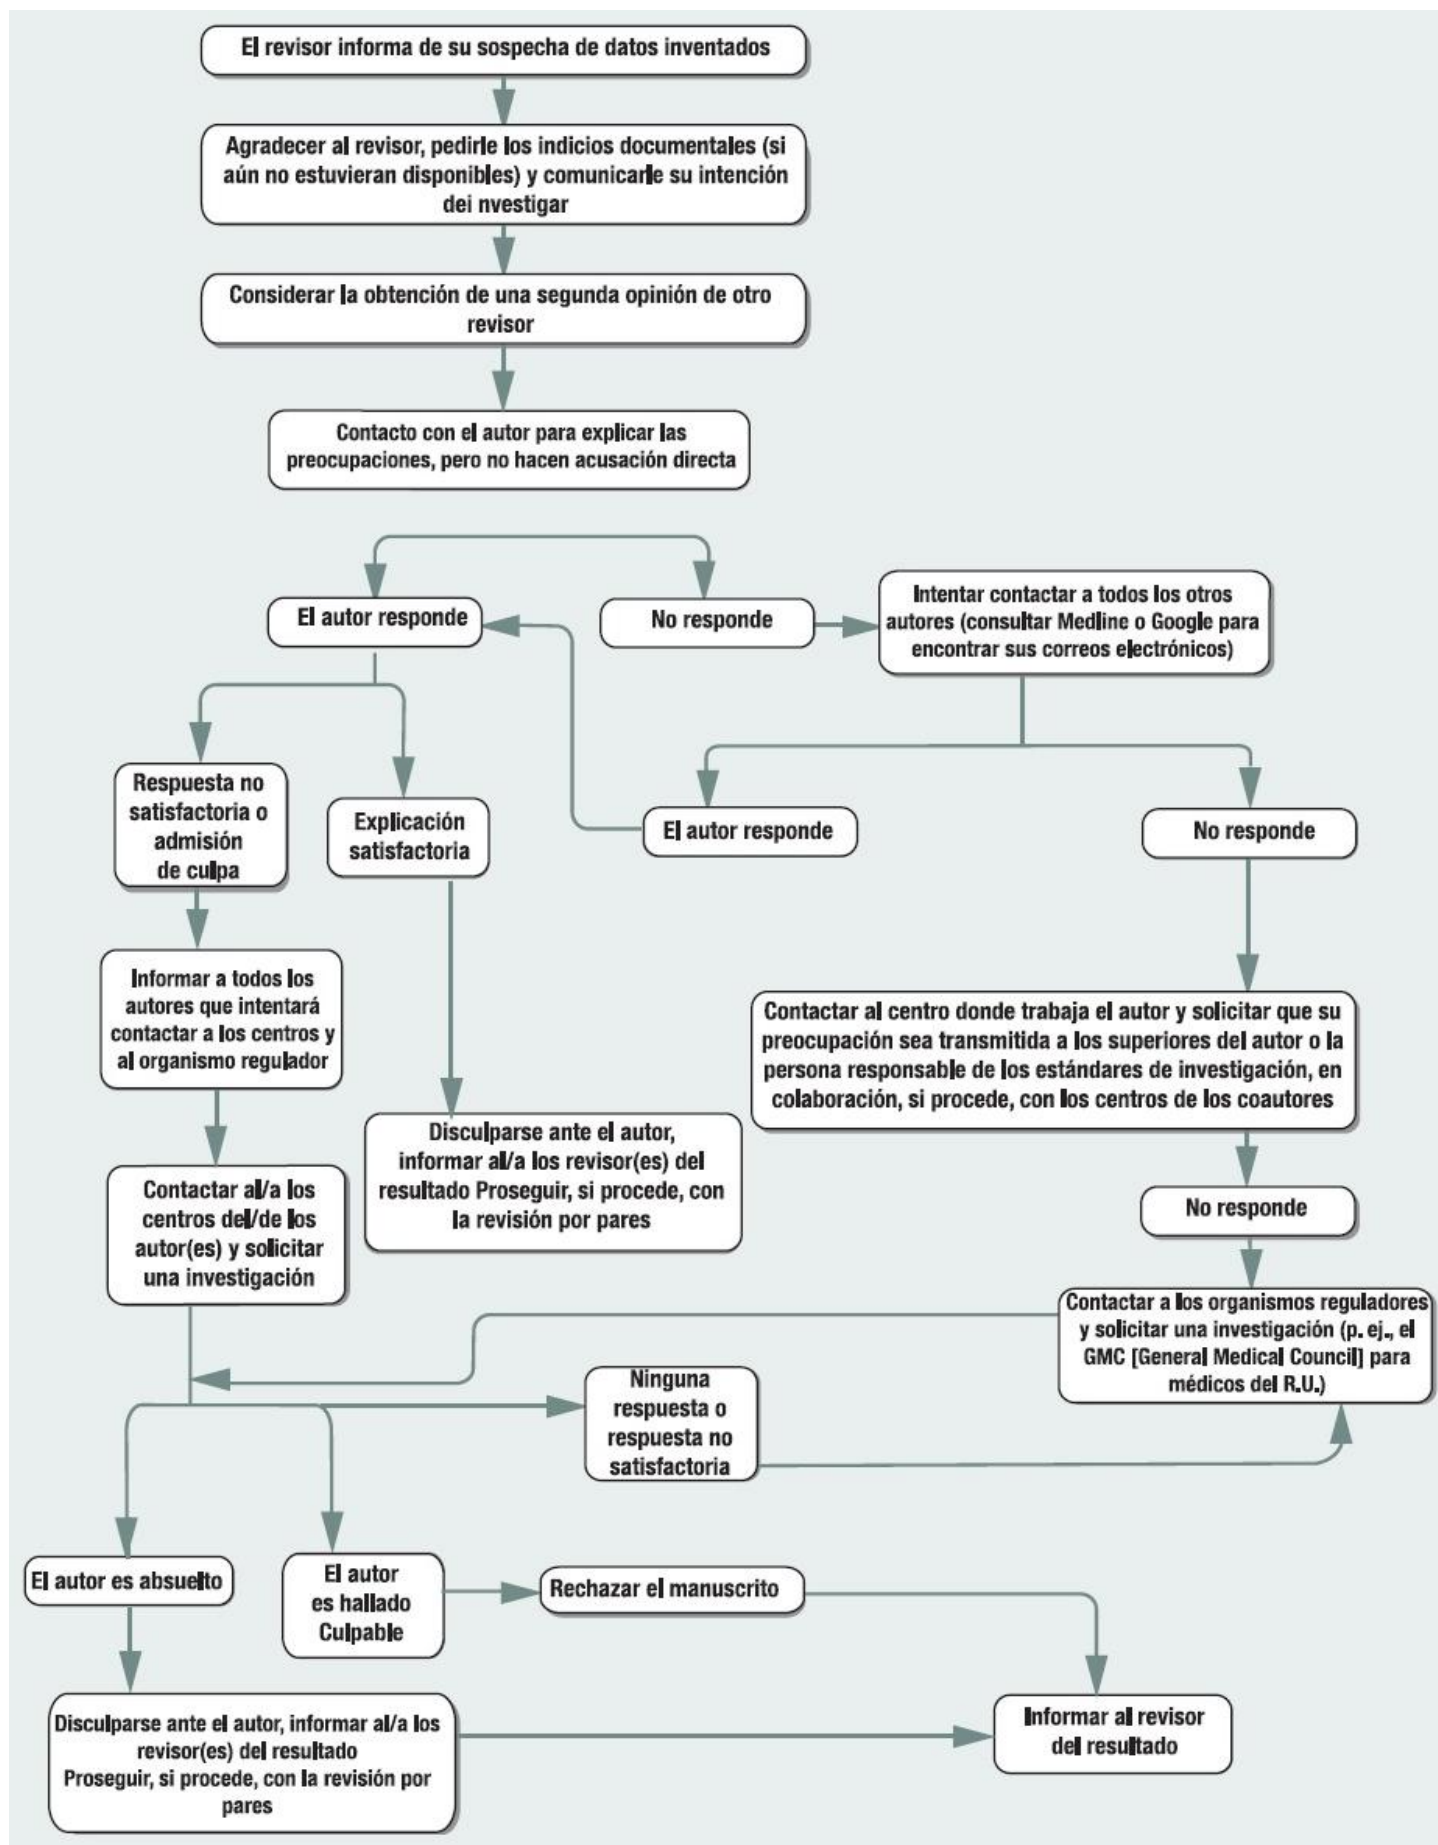 El revisor informa de su sospecha de datos inventados
Agradecer al revisor, pedirle los indicios documentales (si
aún no estuvieran disponibles) y comunicarle su intención
dei nvestigar
Considerar la obtención de una segunda opinión de otro
revisor
Contacto con el autor para explicar las
preocupaciones, pero no hacen acusación directa
El autor responde
No responde
Intentar contactar a todos los otros
autores (consultar Medline o Google para
encontrar sus correos electrónicos)
Respuesta no
satisfactoria o
admisión
de culpa
Explicación
satisfactoria
El autor responde
No responde
Informar a todos los
autores que intentará
contactar a los centros y
al organismo regulador
Contactar al centro donde trabaja el autor y solicitar que su
preocupación sea transmitida a los superiores del autor o la
persona responsable de los estándares de investigación, en
colaboración, si procede, con los centros de los coautores
Disculparse ante el autor,
informar al/a los revisor(es) del
resultado Proseguir, si procede, con
la revisión por pares
Contactar al/a los
centros del/de los
autor(es) y solicitar
una investigación
No responde
Contactar a los organismos reguladores
y solicitar una investigación (p. ej., el
GMC [General Medical Council] para
médicos del R.U.)
Ninguna
respuesta o
respuesta no
satisfactoria
El autor es absuelto
El autor
es hallado
Culpable
Rechazar el manuscrito
Disculparse ante el autor, informar al/a los
revisor(es) del resultado
Proseguir, si procede, con la revisión por
pares
Informar al revisor
del resultado